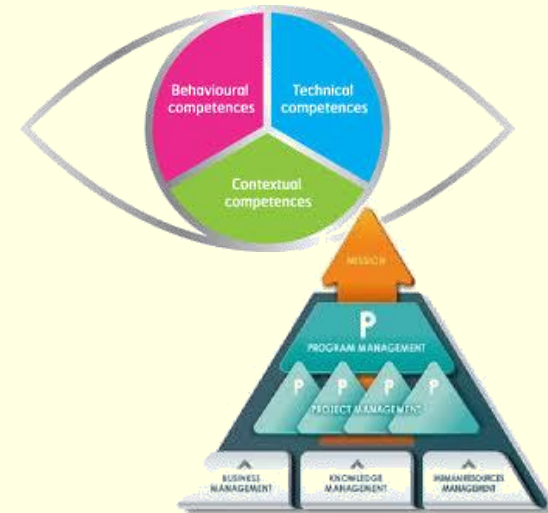 Behavioural
competences
Technical
competences
Contextual
competences
MISSION
P
PROGRAM MANAGEMENT
P P P P
PROJECT MANAGEMENT
BUSINESS
MANAGEMENT
KNOWLEDGE
MANAGEMENT
HUMAN RESOURCES
MANAGEMENT